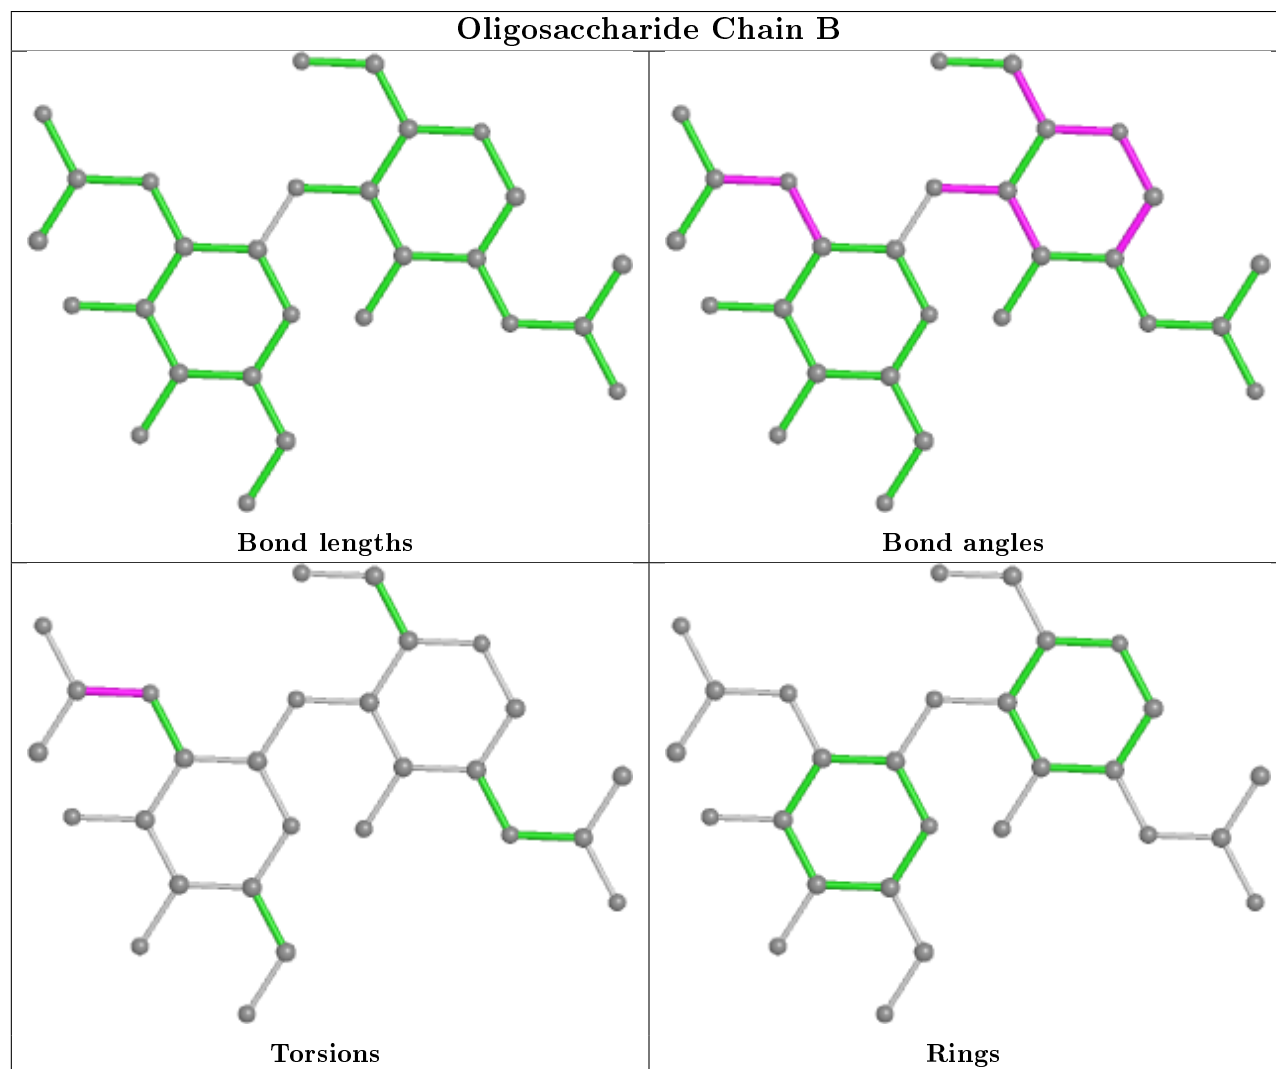 Oligosaccharide Chain B
Bond lengths
Bond angles
Torsions
Rings